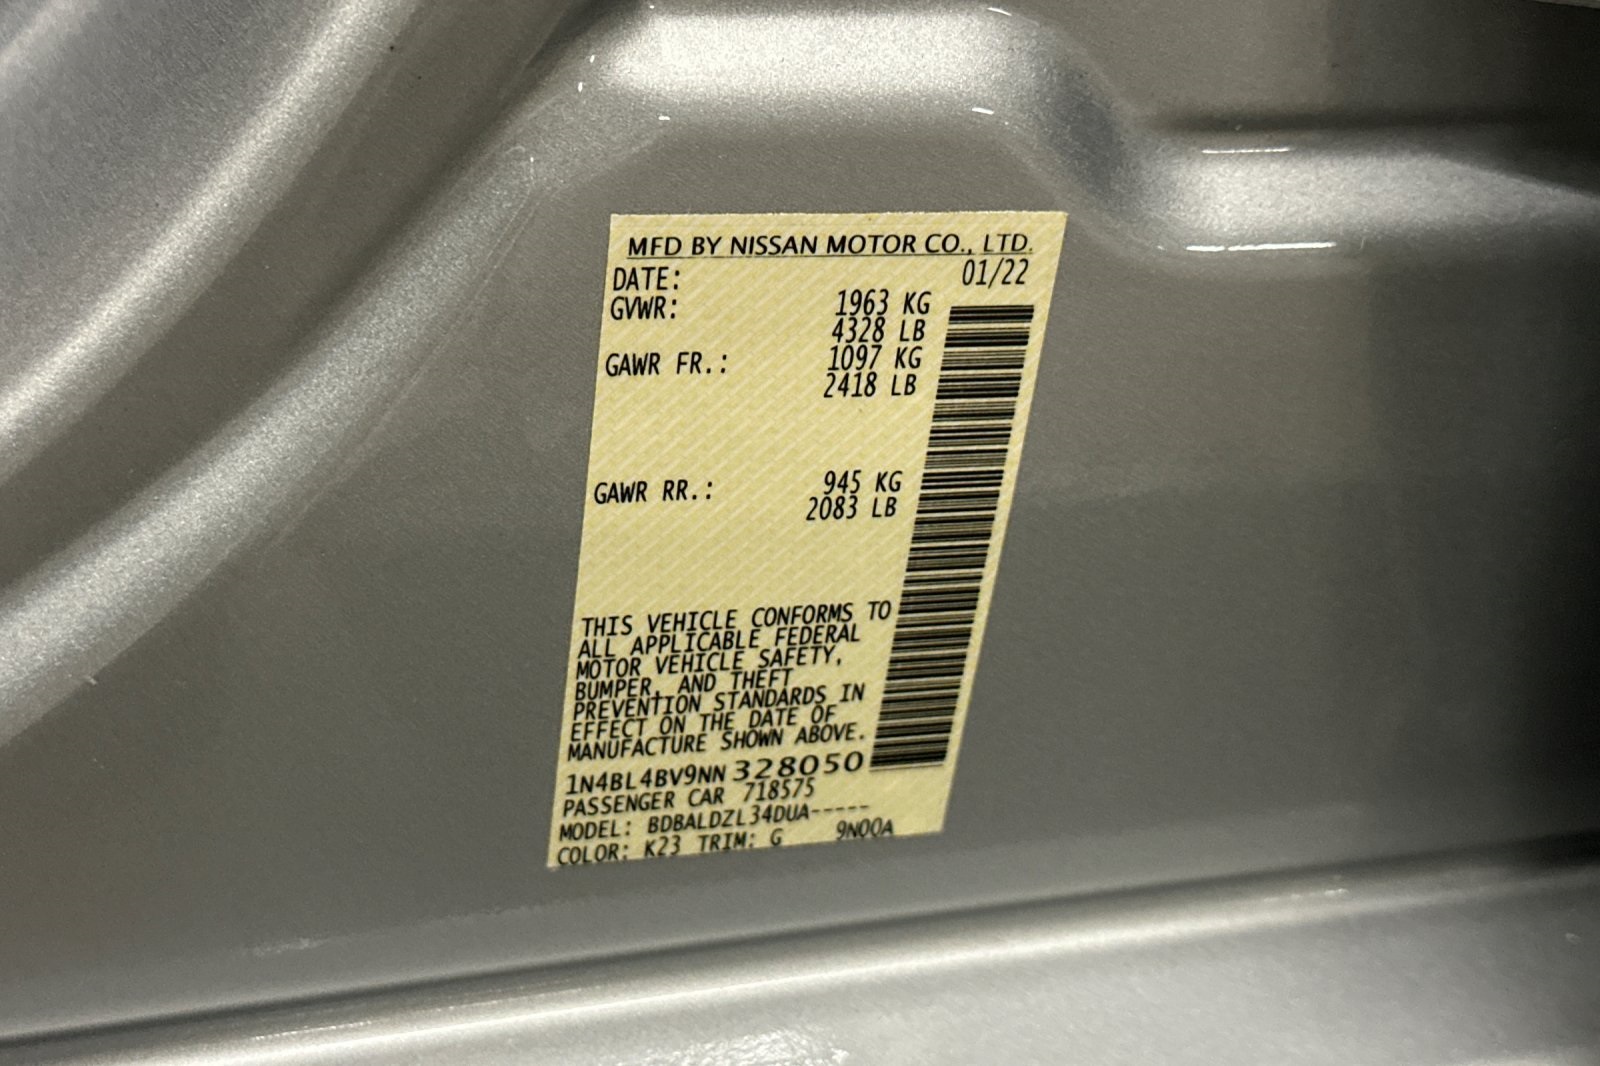 MFD BY NISSAN MOTOR CO., LTD.
DATE: 01/22
GVWR: 1963 KG
4328 LB
GAWR FR.: 1097 KG
2418 LB
GAWR RR.: 945 KG
2083 LB
THIS VEHICLE CONFORMS TO
ALL APPLICABLE FEDERAL
MOTOR VEHICLE SAFETY,
BUMPER, AND THEFT
PREVENTION STANDARDS IN
EFFECT ON THE DATE OF
MANUFACTURE SHOWN ABOVE.
1N4BL4BV9NN328050
PASSENGER CAR 718575
MODEL: BDBALDZL34DUA-----
COLOR: K23 TRIM: G 9N00A